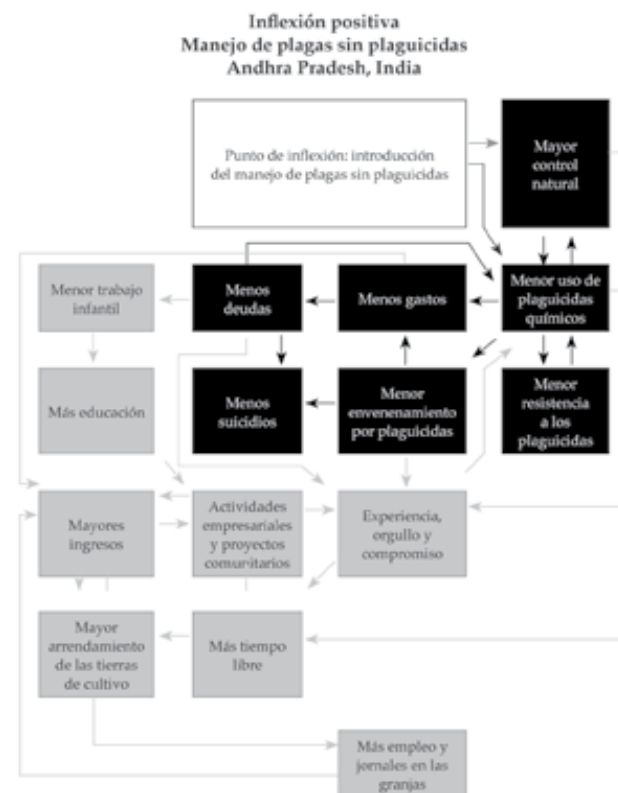 Inflexión positiva
Manejo de plagas sin plaguicidas
Andhra Pradesh, India
Punto de inflexión: introducción
del manejo de plagas sin plaguicidas
Mayor
control
natural
Menor trabajo
infantil
Menos
deudas
Menos gastos
Menor uso de
plaguicidas
químicos
Más educación
Menos
suicidios
Menor
envenenamiento
por plaguicidas
Menor
resistencia
a los
plaguicidas
Mayores
ingresos
Actividades
empresariales
y proyectos
comunitarios
Experiencia,
orgullo y
compromiso
Mayor
arrendamiento
de las tierras
de cultivo
Más tiempo
libre
Más empleo y
jornales en las
granjas